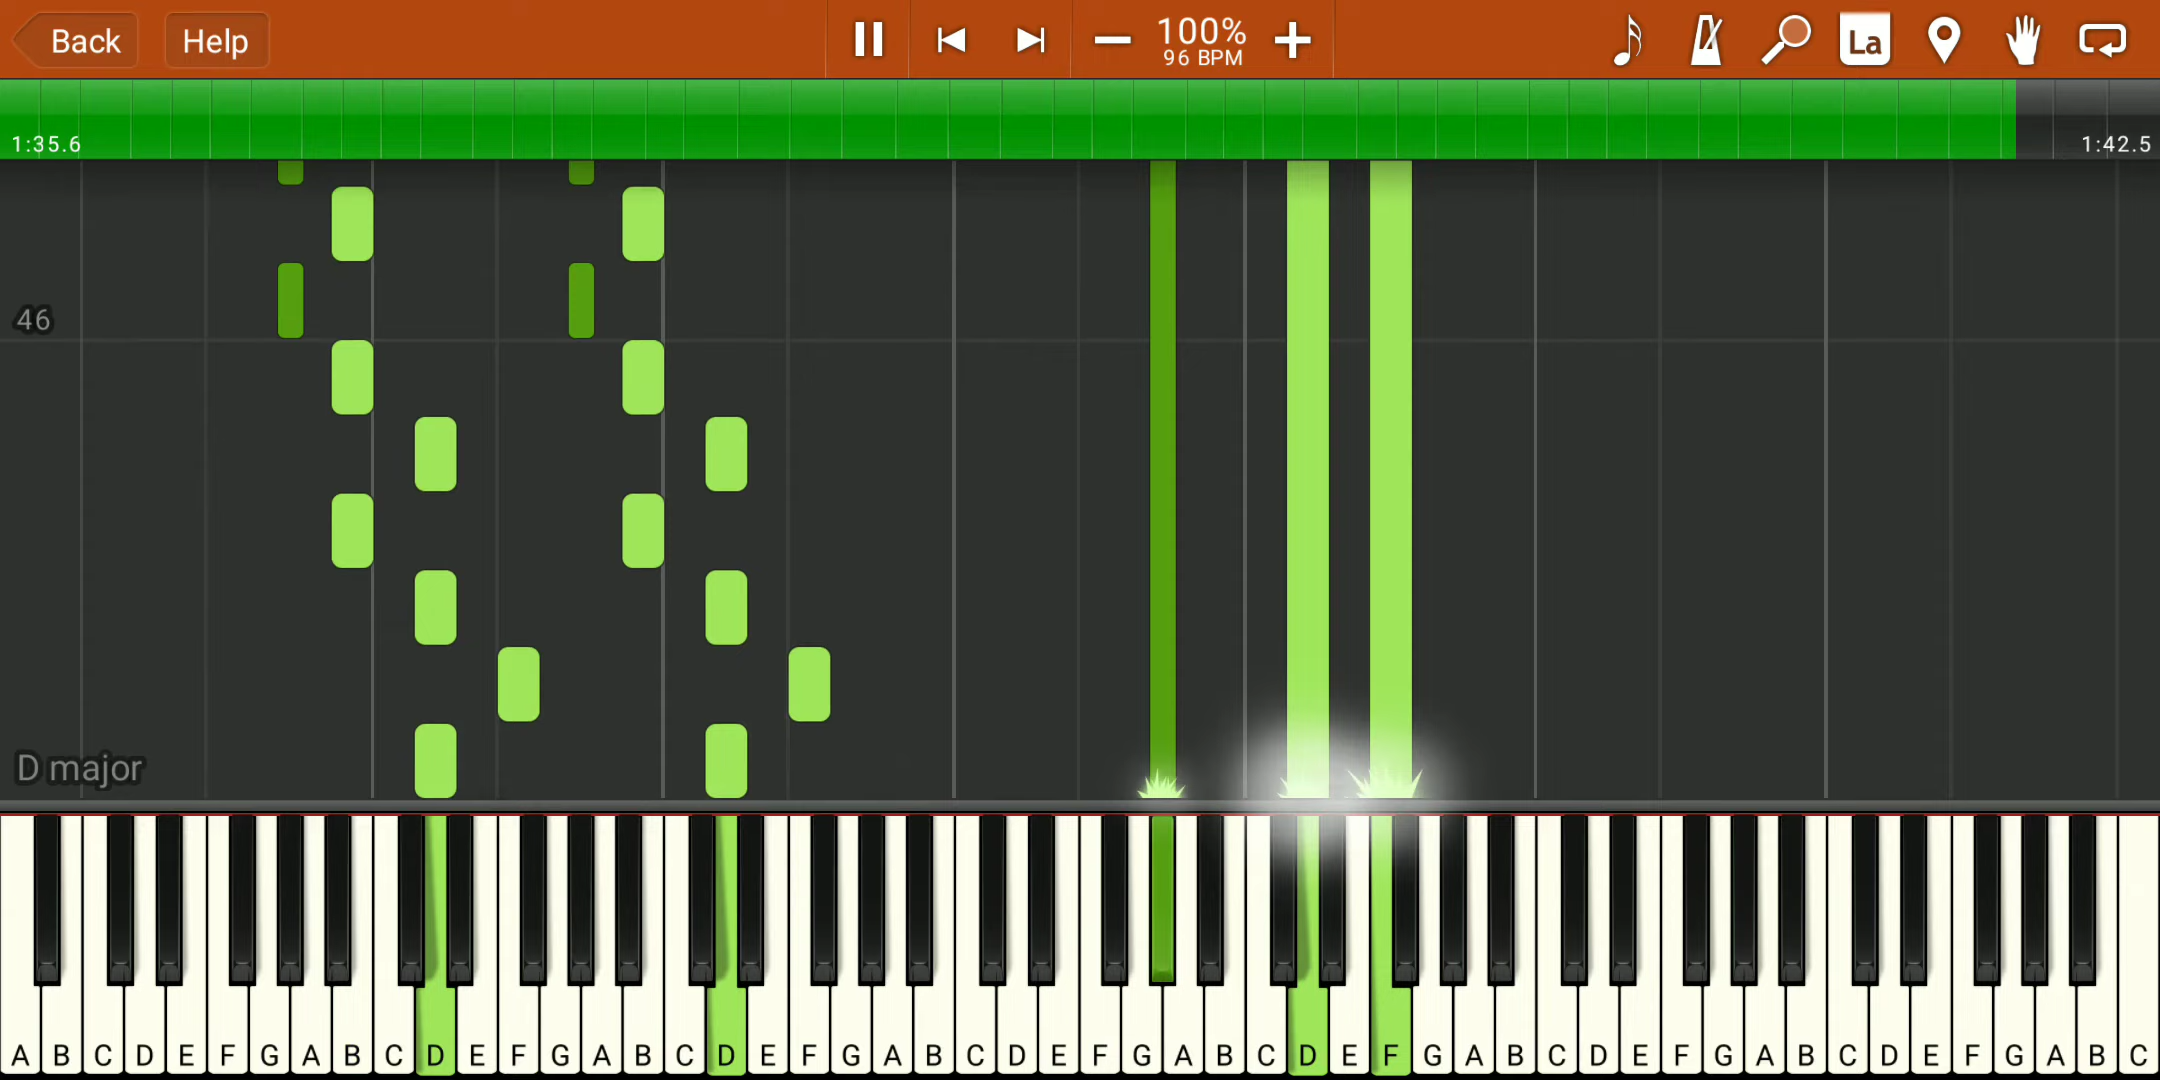 Back Help 100% La
96 BPM
1:35.6 1:42.5
46
D major
A B C D E F G A B C D E F G A B C D E F G A B C D E F G A B C D E F G A B C D E F G A B C D E F G A B C